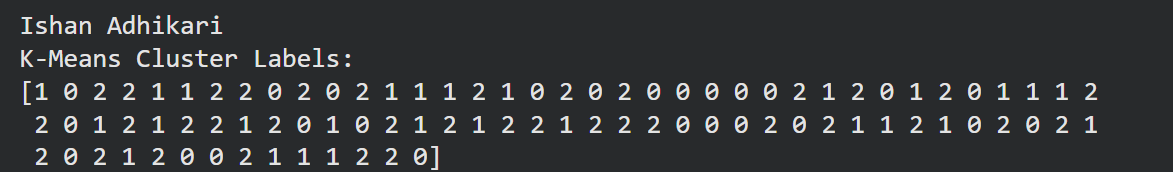 Ishan Adhikari
K-Means Cluster Labels:
[1 0 2 2 1 1 2 2 0 2 0 2 1 1 1 2 1 0 2 0 2 0 0 0 0 0 2 1 2 0 1 2 0 1 1 1 2
2 0 1 2 1 2 2 1 2 0 1 0 2 1 2 1 2 2 1 2 2 2 0 0 0 2 0 2 1 1 2 1 0 2 0 2 1
2 0 2 1 2 0 0 2 1 1 1 2 2 0]